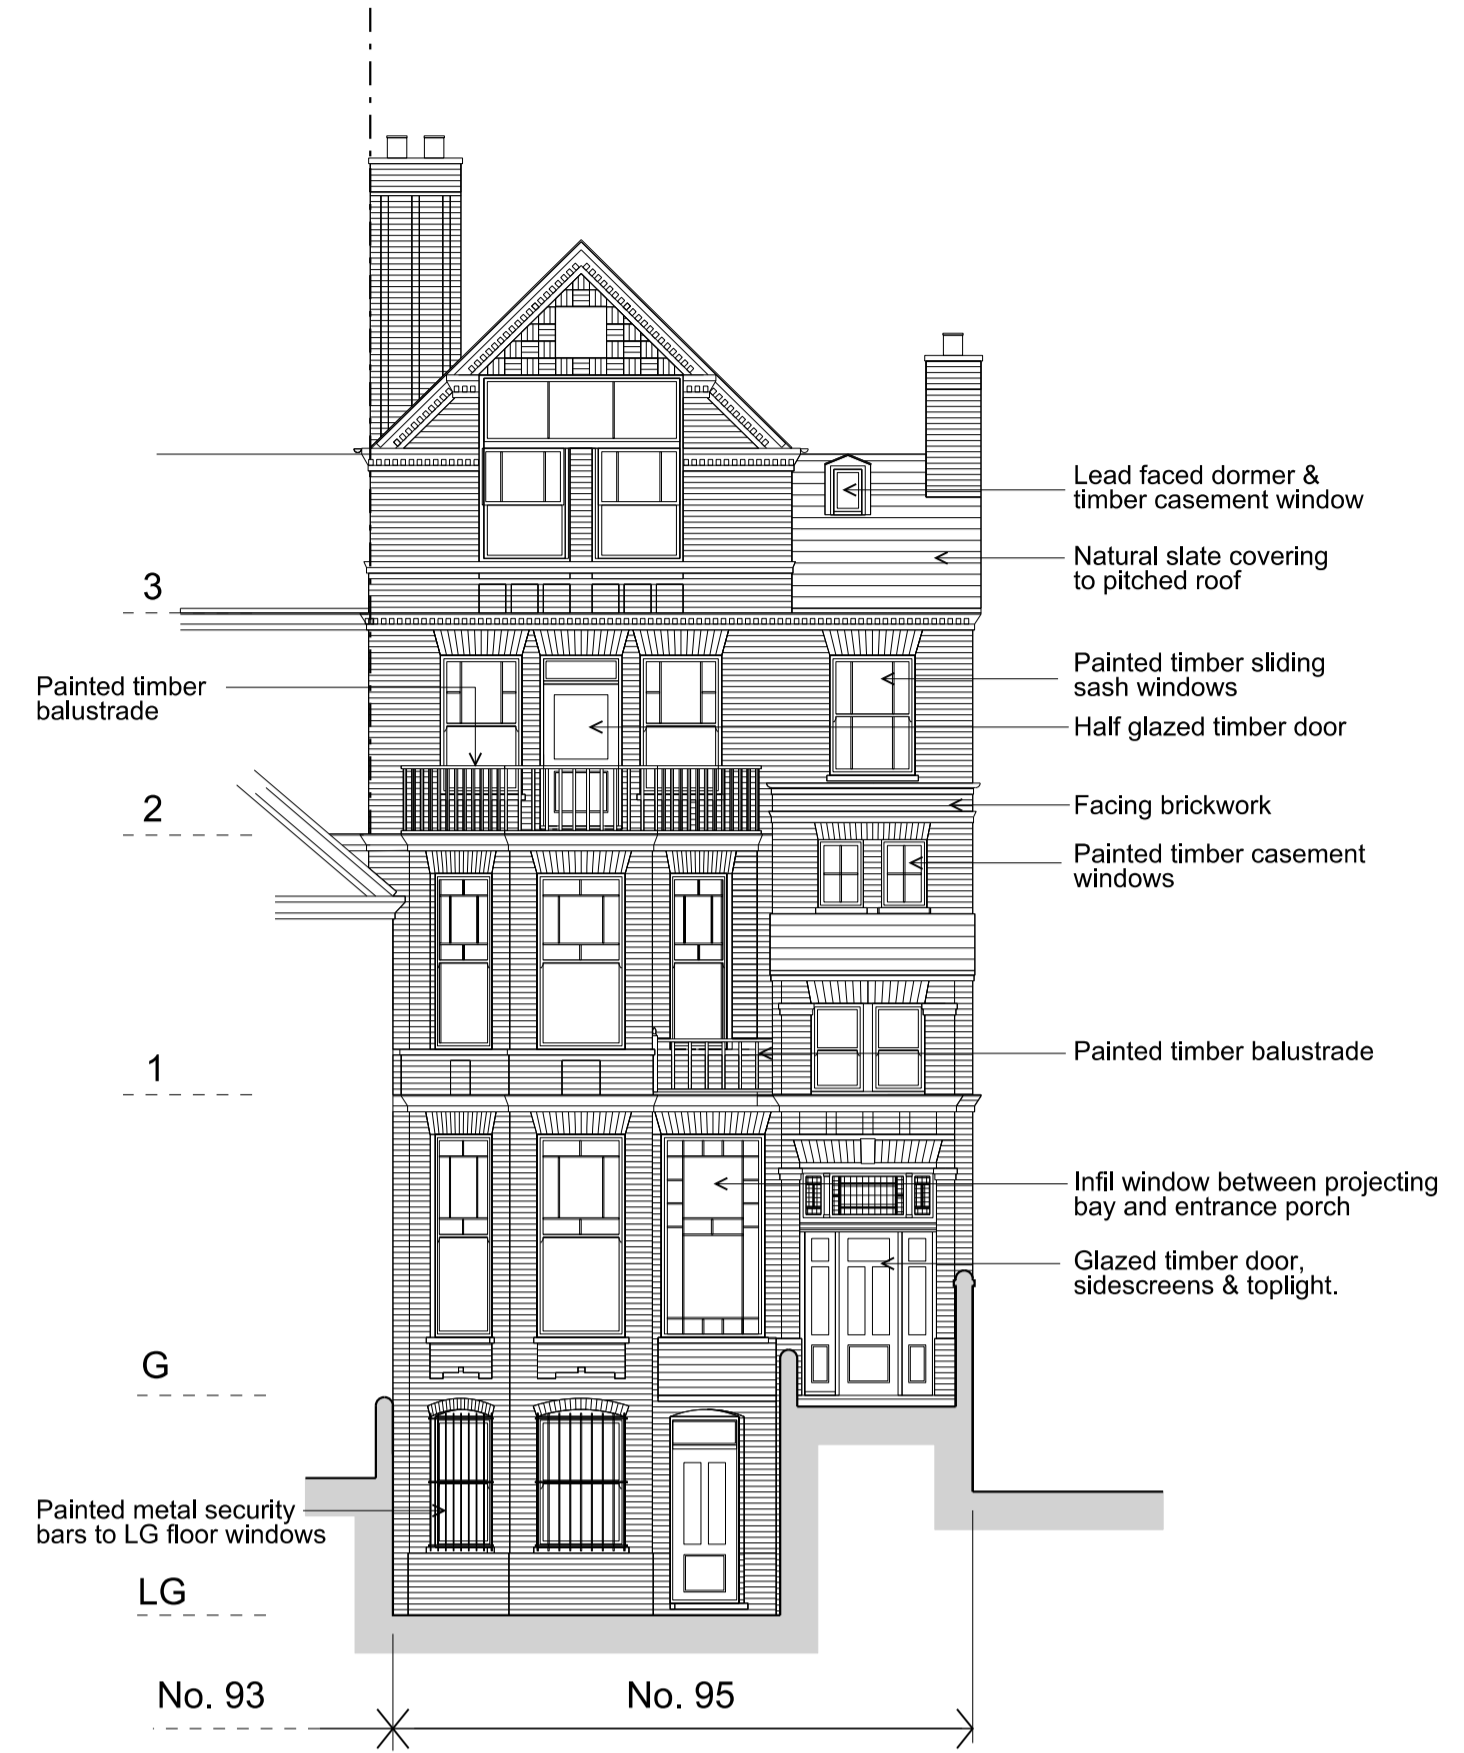 Lead faced dormer &
timber casement window
Natural slate covering
to pitched roof
3
Painted timber sliding
sash windows
Painted timber
balustrade
Half glazed timber door
2
Facing brickwork
Painted timber casement
windows
1
Painted timber balustrade
Infil window between projecting
bay and entrance porch
Glazed timber door,
sidescreens & toplight.
G
Painted metal security
bars to LG floor windows
LG
No. 93
No. 95